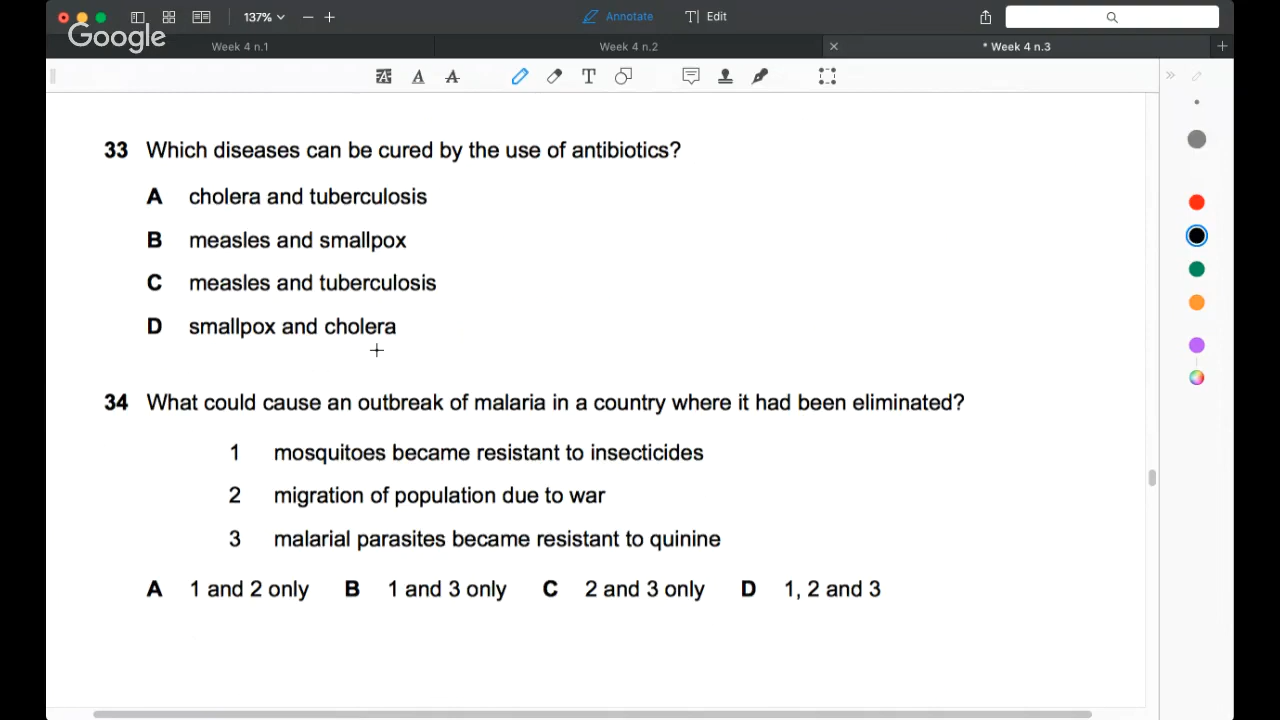 137%
Annotate
T| Edit
Google
Week 4 n.1
Week 4 n.2
* Week 4 n.3
33 Which diseases can be cured by the use of antibiotics?
A cholera and tuberculosis
B measles and smallpox
C measles and tuberculosis
D smallpox and cholera
34 What could cause an outbreak of malaria in a country where it had been eliminated?
1 mosquitoes became resistant to insecticides
2 migration of population due to war
3 malarial parasites became resistant to quinine
A 1 and 2 only B 1 and 3 only C 2 and 3 only D 1, 2 and 3